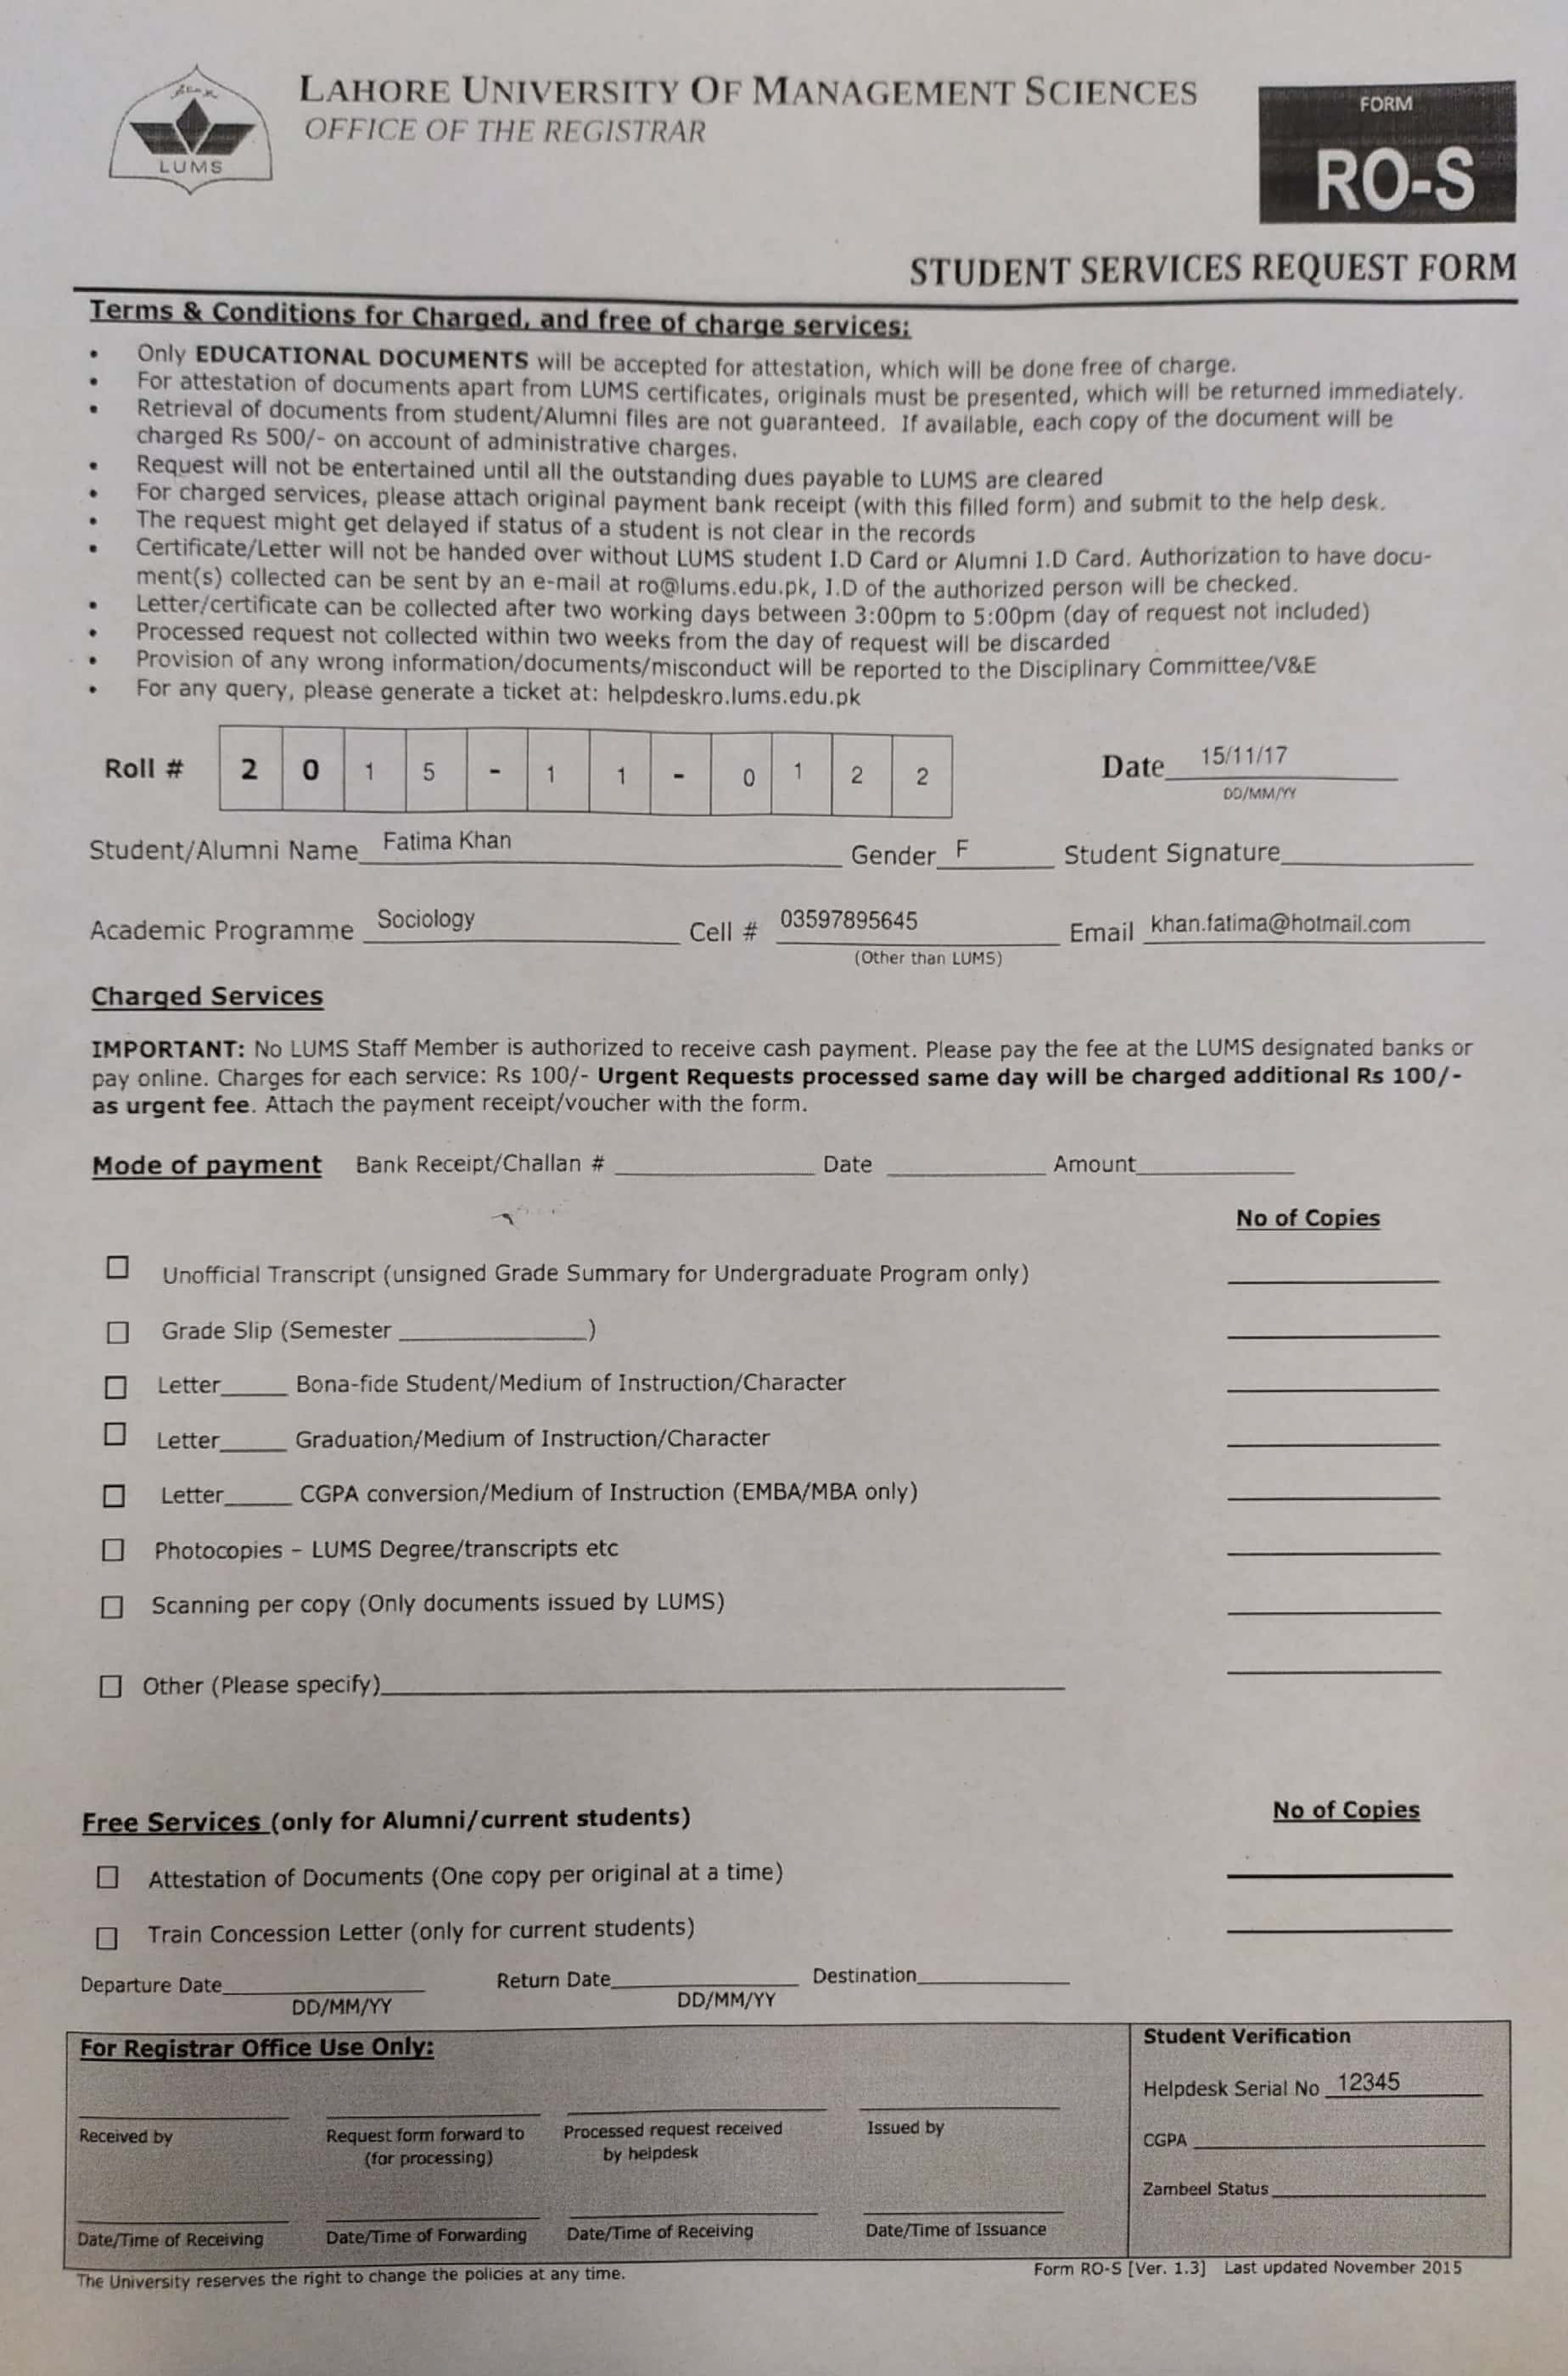 LUMS
LAHORE UNIVERSITY OF MANAGEMENT SCIENCES
OFFICE OF THE REGISTRAR
FORM
RO-S
STUDENT SERVICES REQUEST FORM
Terms & Conditions for Charged, and free of charge services:
• Only EDUCATIONAL DOCUMENTS will be accepted for attestation, which will be done free of charge.
• For attestation of documents apart from LUMS certificates, originals must be presented, which will be returned immediately.
• Retrieval of documents from student/Alumni files are not guaranteed. If available, each copy of the document will be
charged Rs 500/- on account of administrative charges.
• Request will not be entertained until all the outstanding dues payable to LUMS are cleared
• For charged services, please attach original payment bank receipt (with this filled form) and submit to the help desk.
• The request might get delayed if status of a student is not clear in the records
• Certificate/Letter will not be handed over without LUMS student I.D Card or Alumni I.D Card. Authorization to have docu-
ment(s) collected can be sent by an e-mail at ro@lums.edu.pk, I.D of the authorized person will be checked.
• Letter/certificate can be collected after two working days between 3:00pm to 5:00pm (day of request not included)
• Processed request not collected within two weeks from the day of request will be discarded
• Provision of any wrong information/documents/misconduct will be reported to the Disciplinary Committee/V&E
• For any query, please generate a ticket at: helpdeskro.lums.edu.pk
Roll # 2 0 1 5 - 1 1 - 0 1 2 2 Date 15/11/17
DD/MM/YY
Student/Alumni Name Fatima Khan Gender F Student Signature
Academic Programme Sociology Cell # 03597895645 Email khan.fatima@hotmail.com
(Other than LUMS)
Charged Services
IMPORTANT: No LUMS Staff Member is authorized to receive cash payment. Please pay the fee at the LUMS designated banks or
pay online. Charges for each service: Rs 100/- Urgent Requests processed same day will be charged additional Rs 100/-
as urgent fee. Attach the payment receipt/voucher with the form.
Mode of payment Bank Receipt/Challan # Date Amount
No of Copies
Unofficial Transcript (unsigned Grade Summary for Undergraduate Program only)
Grade Slip (Semester )
Letter Bona-fide Student/Medium of Instruction/Character
Letter Graduation/Medium of Instruction/Character
Letter CGPA conversion/Medium of Instruction (EMBA/MBA only)
Photocopies – LUMS Degree/transcripts etc
Scanning per copy (Only documents issued by LUMS)
Other (Please specify)
Free Services (only for Alumni/current students) No of Copies
Attestation of Documents (One copy per original at a time)
Train Concession Letter (only for current students)
Departure Date Return Date Destination
DD/MM/YY DD/MM/YY
For Registrar Office Use Only:
Received by Request form forward to Processed request received Issued by
(for processing) by helpdesk
Date/Time of Receiving Date/Time of Forwarding Date/Time of Receiving Date/Time of Issuance
Student Verification
Helpdesk Serial No 12345
CGPA
Zambeel Status
The University reserves the right to change the policies at any time. Form RO-S [Ver. 1.3] Last updated November 2015